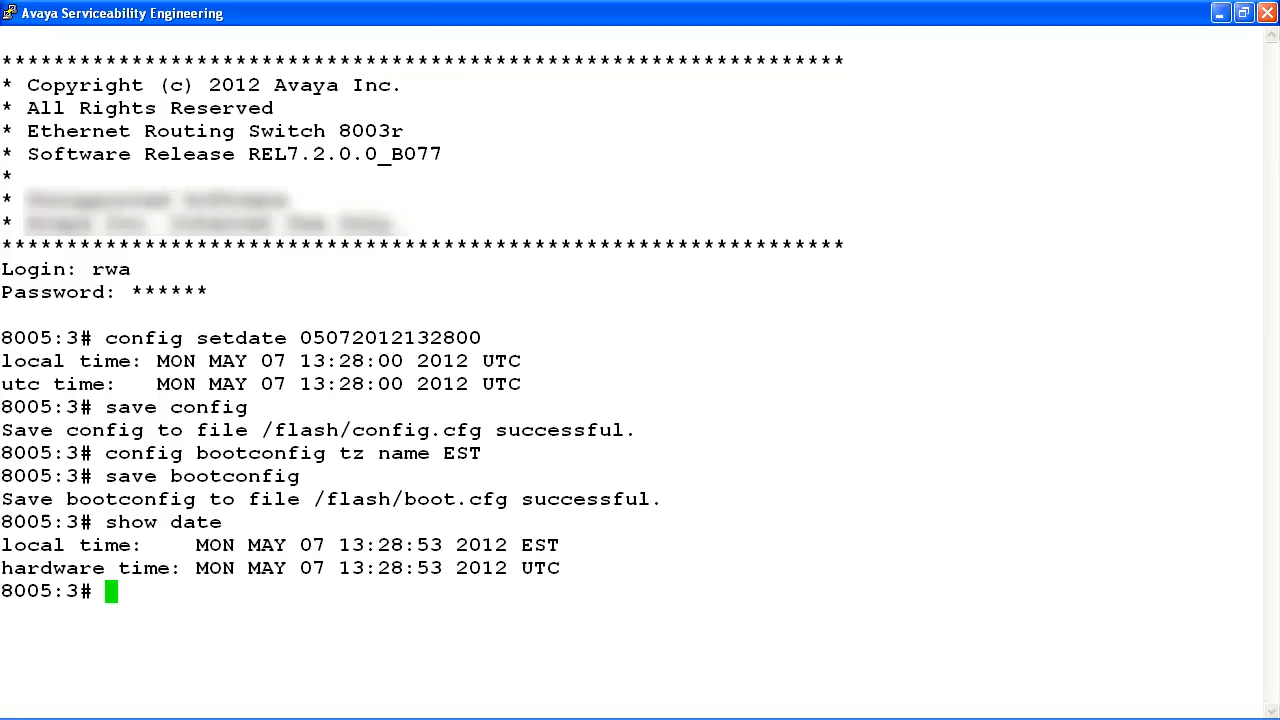 Avaya Serviceability Engineering
*****************************************************************
* Copyright (c) 2012 Avaya Inc.
* All Rights Reserved
* Ethernet Routing Switch 8003r
* Software Release REL7.2.0.0_B077
*
*
*
*****************************************************************
Login: rwa
Password: ******
8005:3# config setdate 05072012132800
local time: MON MAY 07 13:28:00 2012 UTC
utc time:   MON MAY 07 13:28:00 2012 UTC
8005:3# save config
Save config to file /flash/config.cfg successful.
8005:3# config bootconfig tz name EST
8005:3# save bootconfig
Save bootconfig to file /flash/boot.cfg successful.
8005:3# show date
local time:    MON MAY 07 13:28:53 2012 EST
hardware time: MON MAY 07 13:28:53 2012 UTC
8005:3#